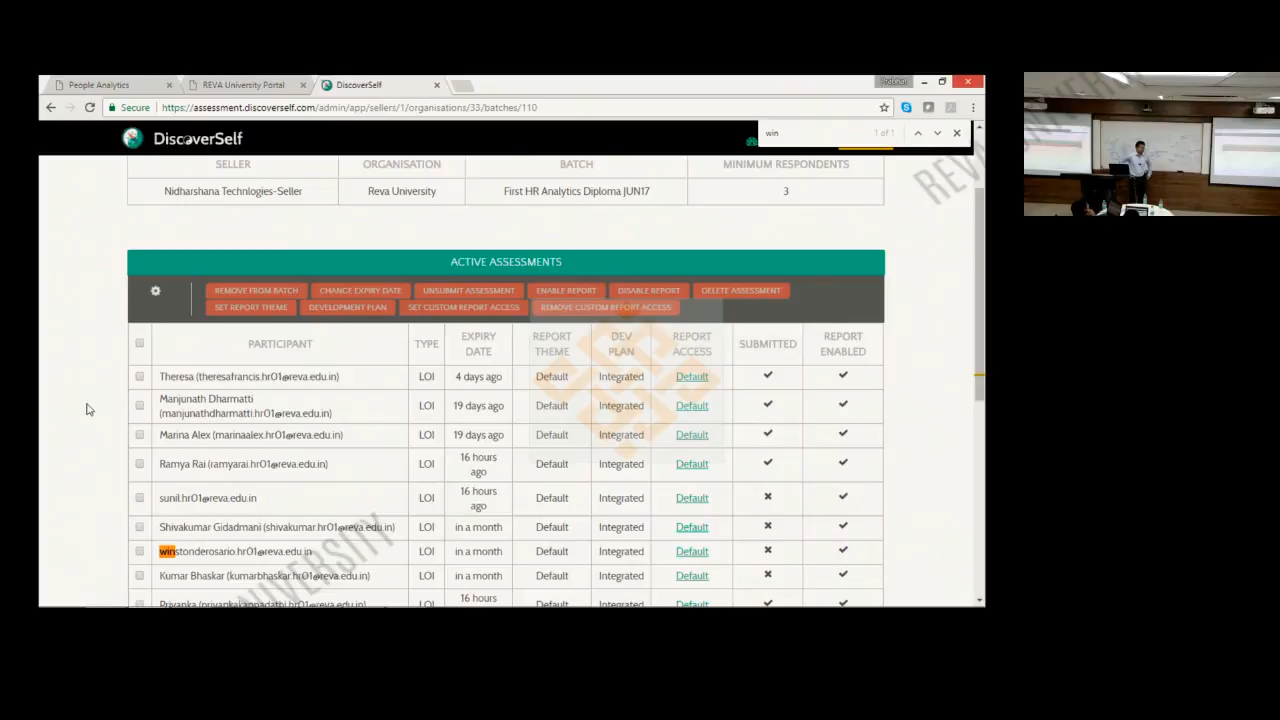 People Analytics
REVA University Portal
DiscoverSelf
Prabhat
Secure
https://assessment.discoverself.com/admin/app/sellers/1/organisations/33/batches/110
DiscoverSelf
win
1 of 1
SELLER
ORGANISATION
BATCH
MINIMUM RESPONDENTS
Nidharshana Technlogies-Seller
Reva University
First HR Analytics Diploma JUN17
3
ACTIVE ASSESSMENTS
REMOVE FROM BATCH
CHANGE EXPIRY DATE
UNSUBMIT ASSESSMENT
ENABLE REPORT
DISABLE REPORT
DELETE ASSESSMENT
SET REPORT THEME
DEVELOPMENT PLAN
SET CUSTOM REPORT ACCESS
REMOVE CUSTOM REPORT ACCESS
PARTICIPANT
TYPE
EXPIRY
DATE
REPORT
THEME
DEV
PLAN
REPORT
ACCESS
SUBMITTED
REPORT
ENABLED
Theresa (theresafrancis.hr01@reva.edu.in)
LOI
4 days ago
Default
Integrated
Default
Manjunath Dharmatti
(manjunathdharmatti.hr01@reva.edu.in)
LOI
19 days ago
Default
Integrated
Default
Marina Alex (marinaalex.hr01@reva.edu.in)
LOI
19 days ago
Default
Integrated
Default
Ramya Rai (ramyarai.hr01@reva.edu.in)
LOI
16 hours
ago
Default
Integrated
Default
sunil.hr01@reva.edu.in
LOI
16 hours
ago
Default
Integrated
Default
Shivakumar Gidadmani (shivakumar.hr01@reva.edu.in)
LOI
in a month
Default
Integrated
Default
winstonderosario.hr01@reva.edu.in
LOI
in a month
Default
Integrated
Default
Kumar Bhaskar (kumarbhaskar.hr01@reva.edu.in)
LOI
in a month
Default
Integrated
Default
Priyanka (priyankakappadathi.hr01@reva.edu.in)
LOI
16 hours
Default
Integrated
Default